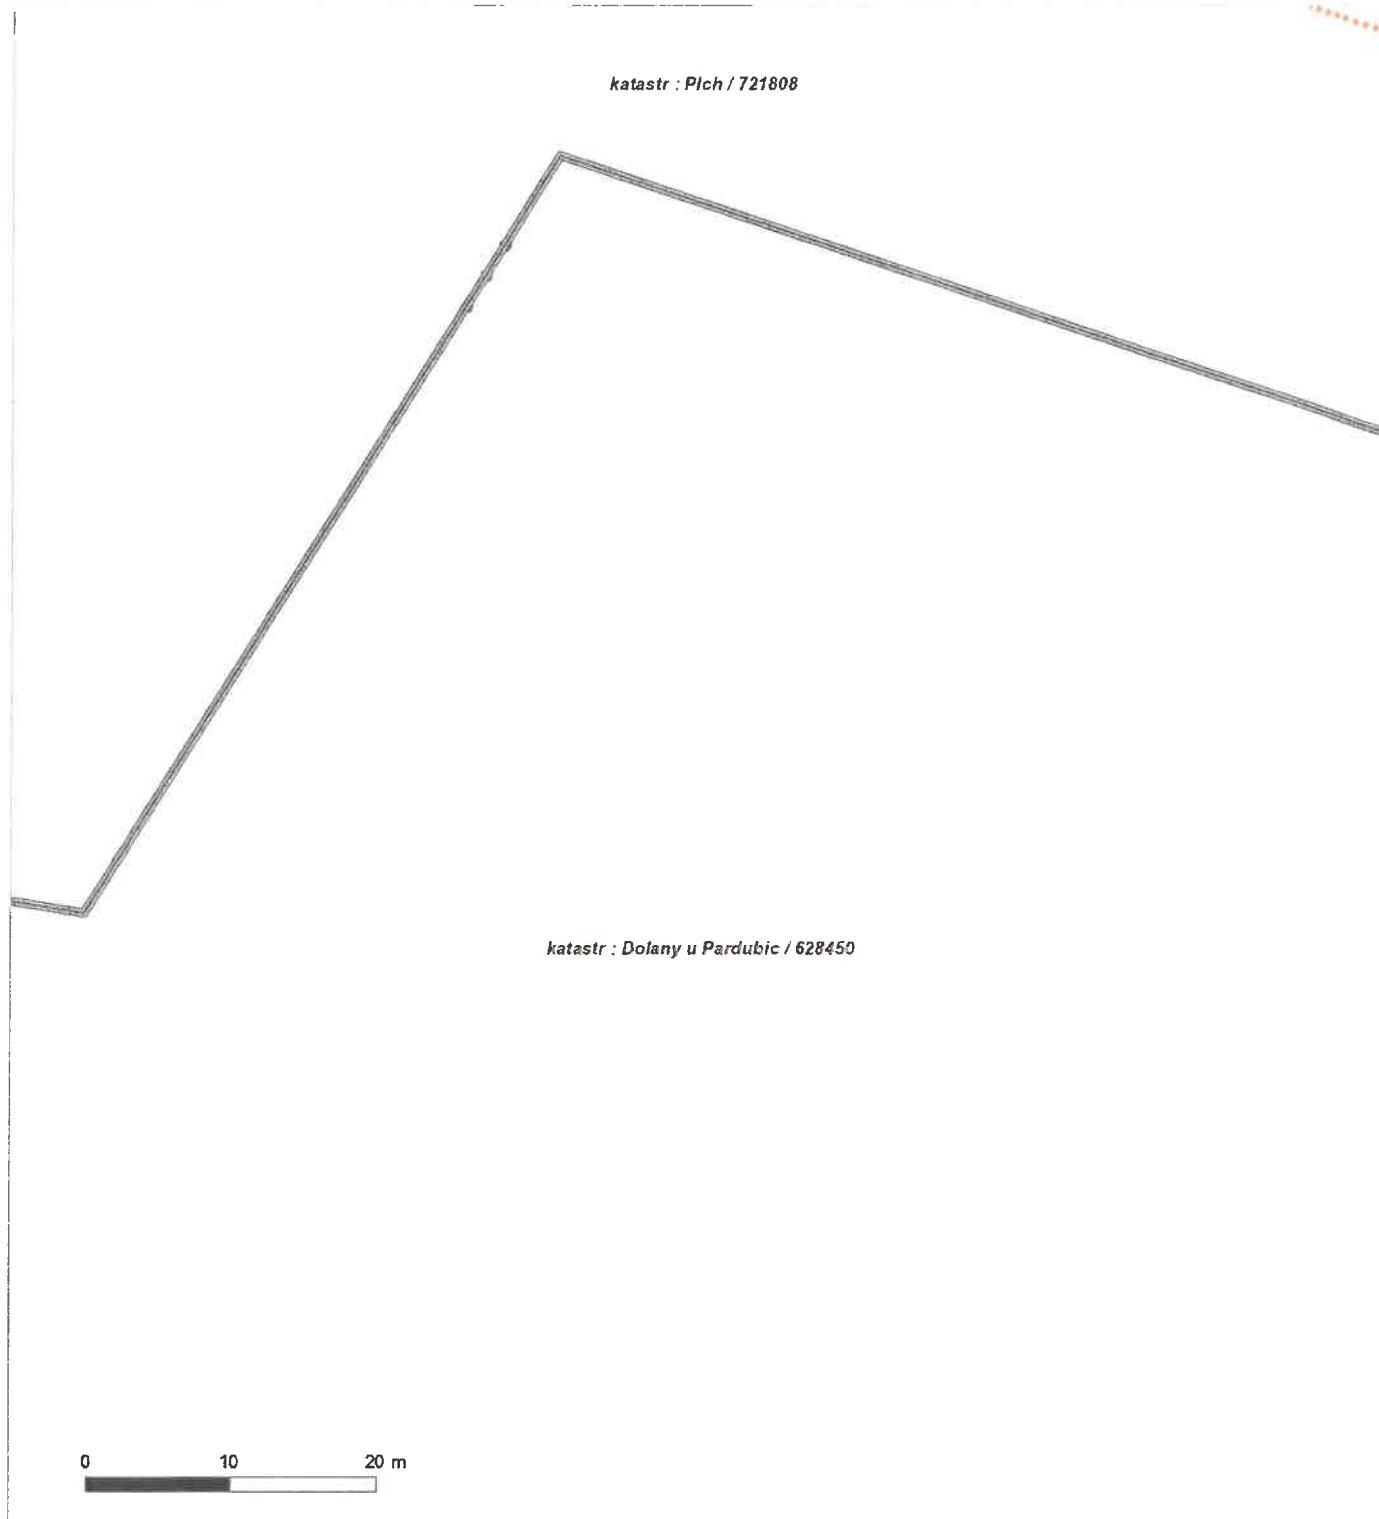 katastr : Plch / 721808
katastr : Dolany u Pardubic / 628450
0 10 20 m